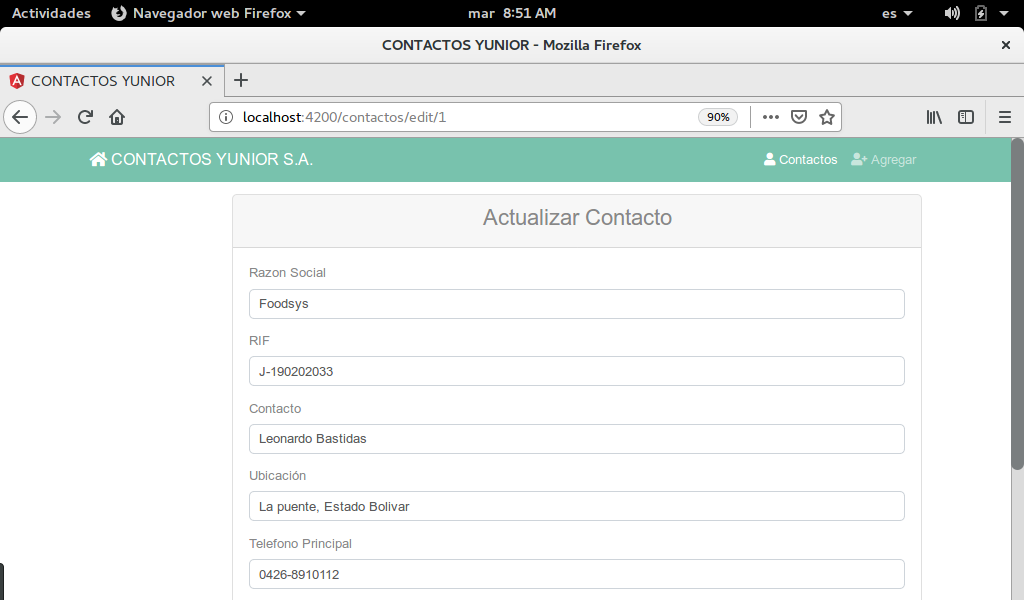 Actividades Navegador web Firefox mar 8:51 AM es
CONTACTOS YUNIOR - Mozilla Firefox
CONTACTOS YUNIOR
localhost:4200/contactos/edit/1 90%
CONTACTOS YUNIOR S.A. Contactos Agregar
Actualizar Contacto
Razon Social
Foodsys
RIF
J-190202033
Contacto
Leonardo Bastidas
Ubicación
La puente, Estado Bolivar
Telefono Principal
0426-8910112